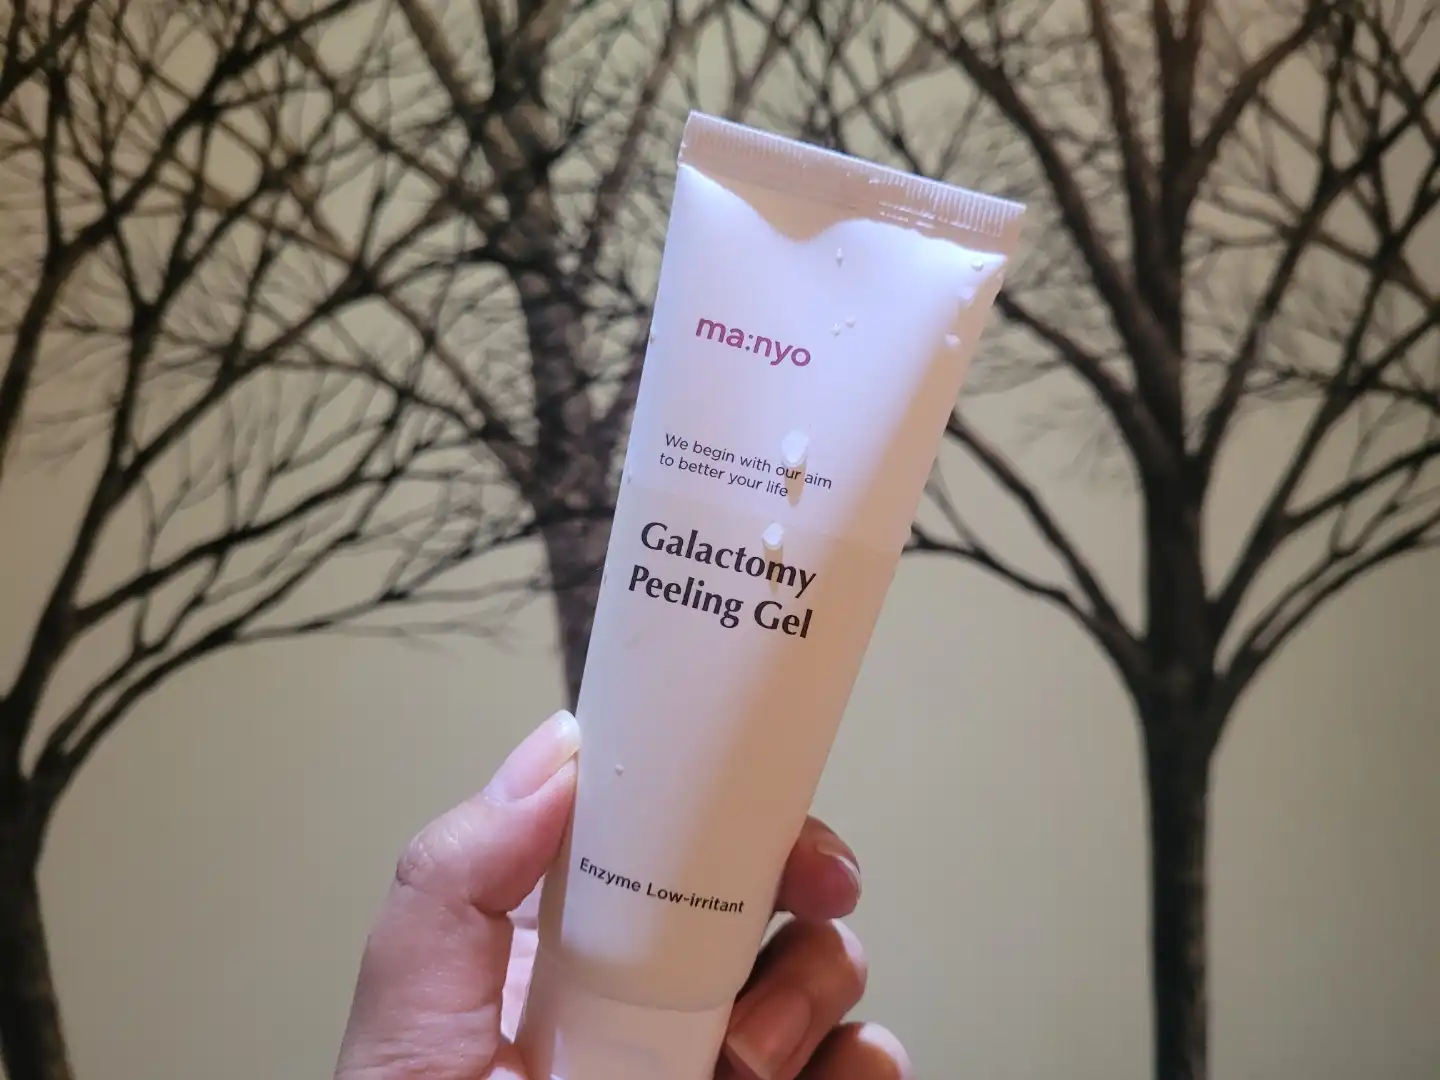 ma:nyo
We begin with our aim
to better your life
Galactomy
Peeling Gel
Enzyme Low-irritant